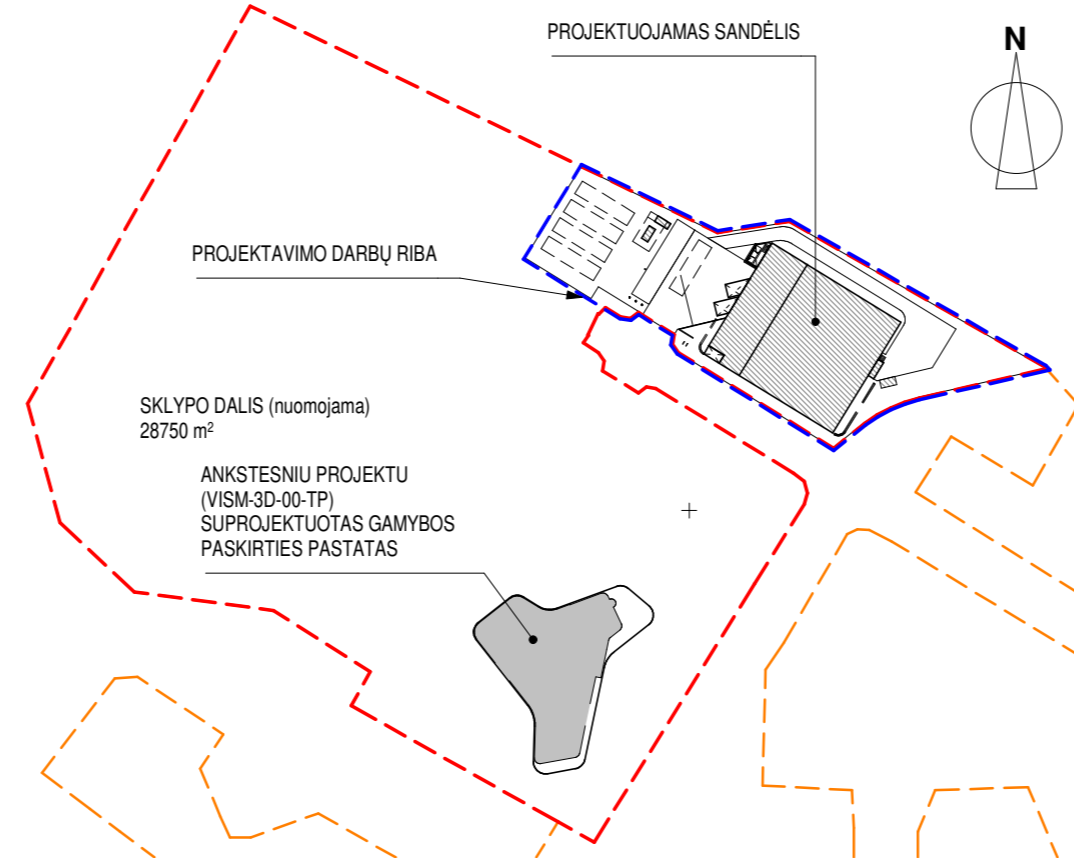 PROJEKTUOJAMAS SANDĖLIS
N
PROJEKTAVIMO DARBŲ RIBA
SKLYPO DALIS (nuomojama)
28750 m²
ANKSTESNIU PROJEKTU
(VISM-3D-00-TP)
SUPROJEKTUOTAS GAMYBOS
PASKIRTIES PASTATAS